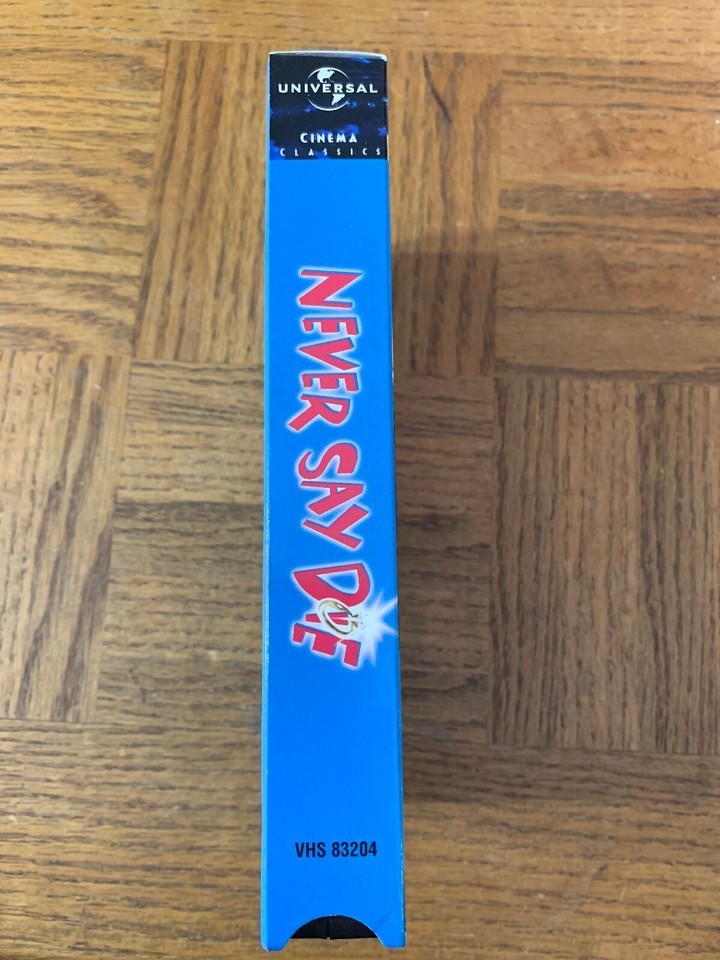 UNIVERSAL
CINEMA
CLASSICS
NEVER SAY DIE
VHS 83204